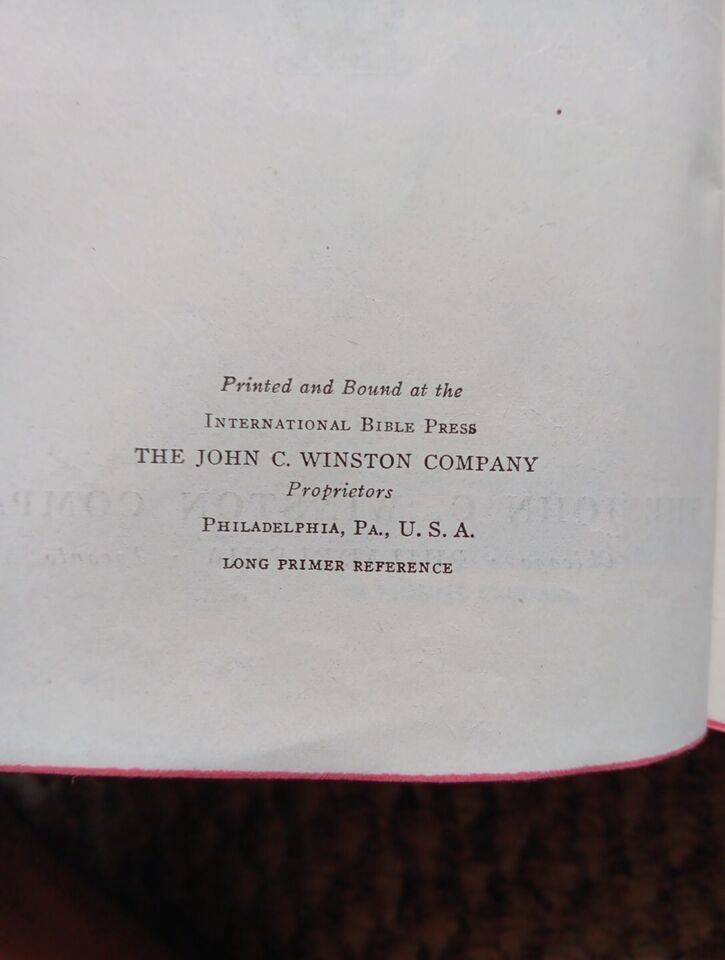 Printed and Bound at the
INTERNATIONAL BIBLE PRESS
THE JOHN C. WINSTON COMPANY
Proprietors
PHILADELPHIA, PA., U. S. A.
LONG PRIMER REFERENCE